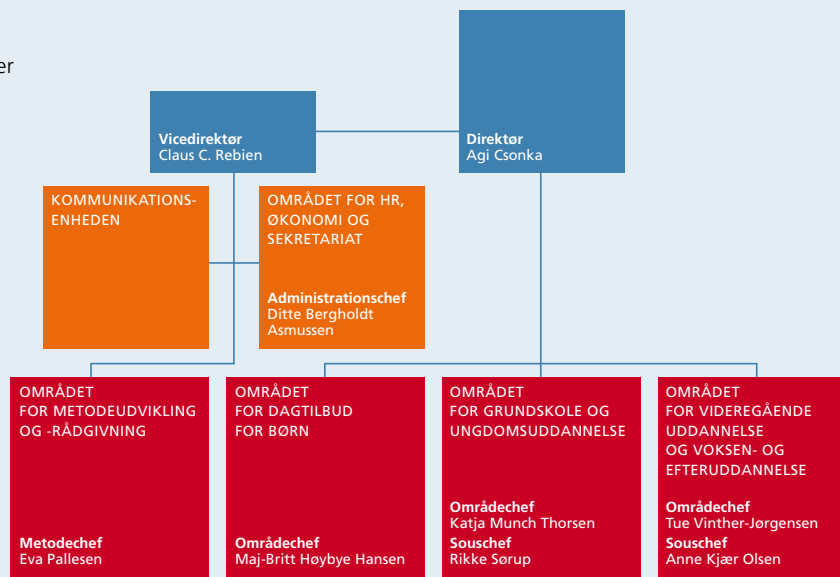 er
Vicedirektør
Claus C. Rebien
Direktør
Agi Csonka
KOMMUNIKATIONS-
ENHEDEN
OMRÅDET FOR HR,
ØKONOMI OG
SEKRETARIAT
Administrationschef
Ditte Bergholdt
Asmussen
OMRÅDET
FOR METODEUDVIKLING
OG -RÅDGIVNING
Metodechef
Eva Pallesen
OMRÅDET
FOR DAGTILBUD
FOR BØRN
Områdechef
Maj-Britt Høybye Hansen
OMRÅDET
FOR GRUNDSKOLE OG
UNGDOMSUDDANNELSE
Områdechef
Katja Munch Thorsen
Souschef
Rikke Sørup
OMRÅDET
FOR VIDEREGÅENDE
UDDANNELSE
OG VOKSEN- OG
EFTERUDDANNELSE
Områdechef
Tue Vinther-Jørgensen
Souschef
Anne Kjær Olsen